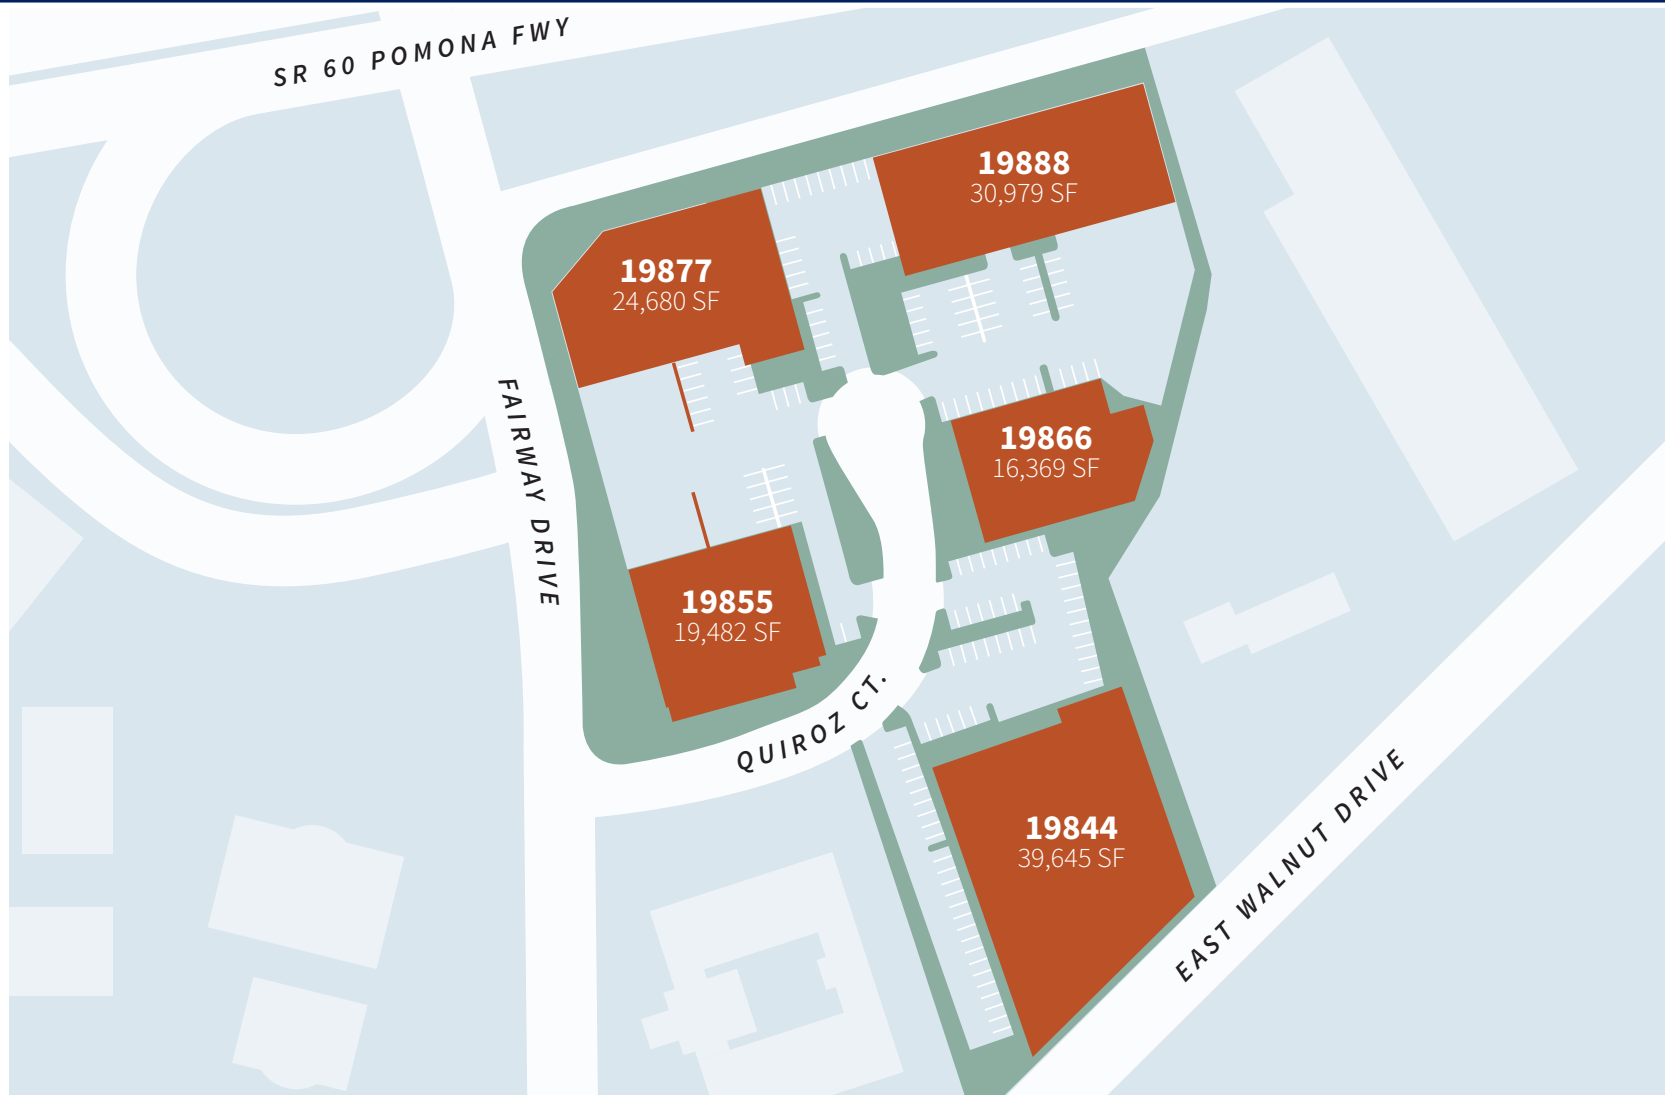 SR 60 POMONA FWY
19888
30,979 SF
19877
24,680 SF
FAIRWAY DRIVE
19866
16,369 SF
19855
19,482 SF
QUIROZ CT.
19844
39,645 SF
EAST WALNUT DRIVE